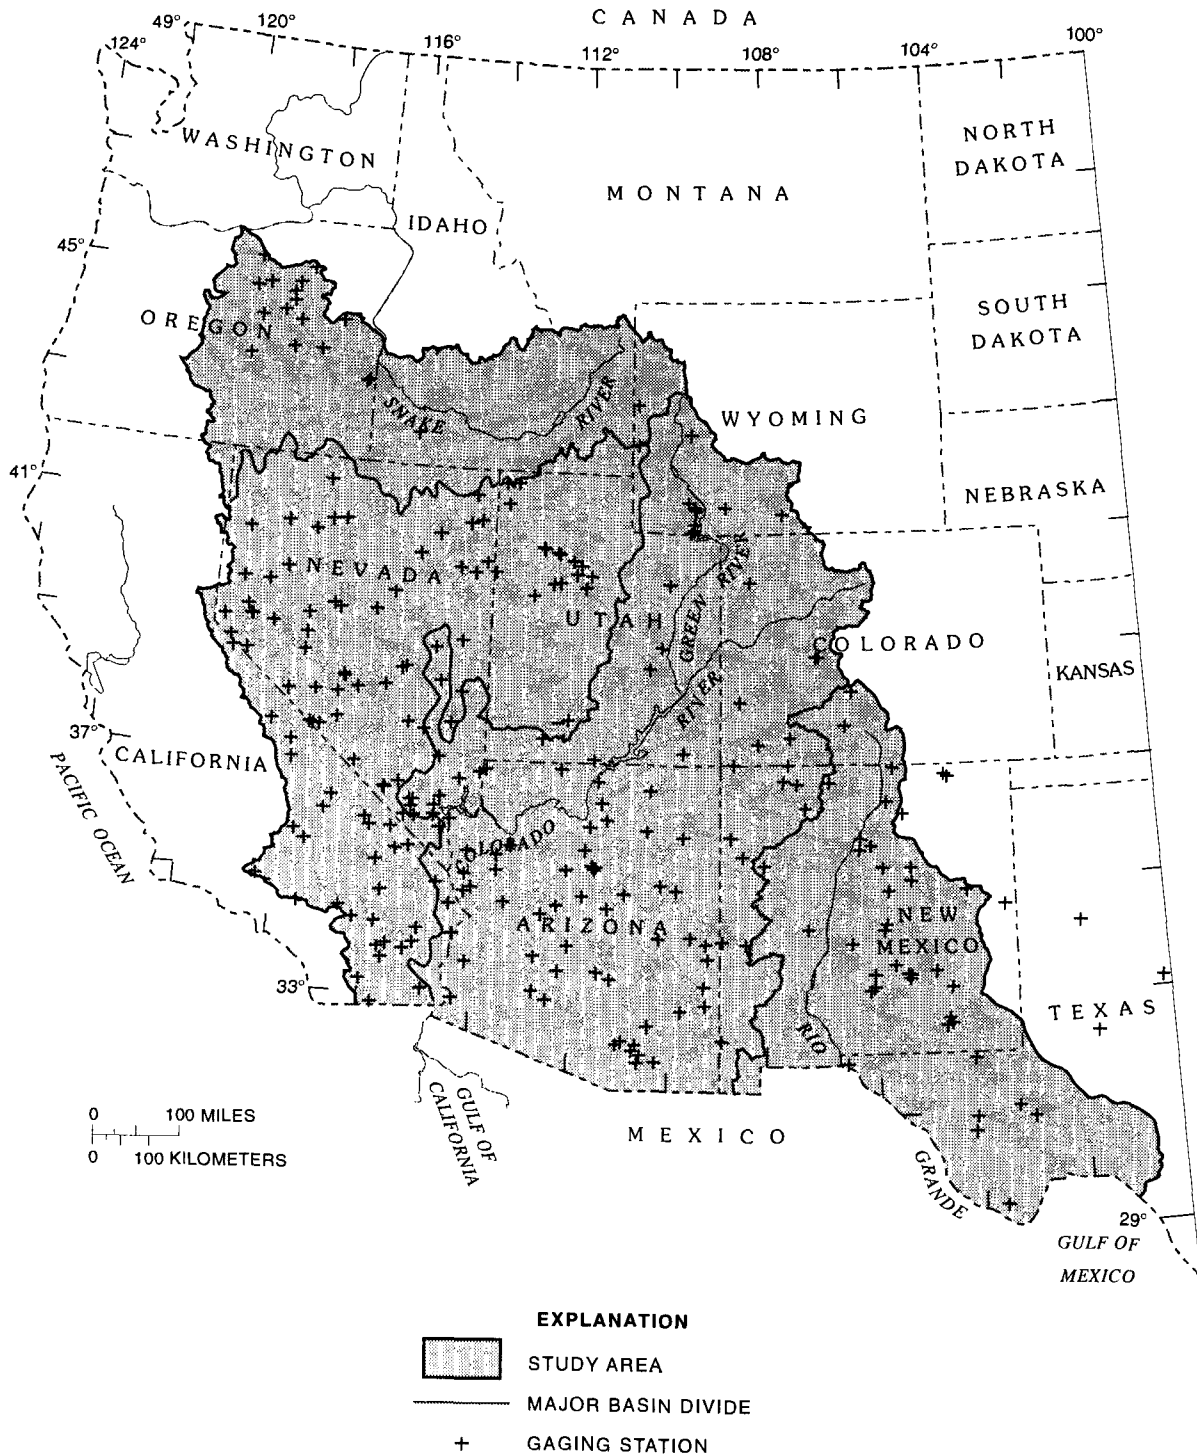 CANADA
49°
120°
124°
116°
112°
108°
104°
100°
WASHINGTON
NORTH
DAKOTA
MONTANA
IDAHO
45°
SOUTH
DAKOTA
OREGON
SNAKE
RIVER
WYOMING
41°
NEBRASKA
NEVADA
UTAH
GREEN
RIVER
COLORADO
KANSAS
RIVER
37°
CALIFORNIA
PACIFIC OCEAN
COLORADO
ARIZONA
NEW
MEXICO
33°
TEXAS
RIO
GULF OF
CALIFORNIA
0 100 MILES
0 100 KILOMETERS
MEXICO
GRANDE
29°
GULF OF
MEXICO
EXPLANATION
STUDY AREA
MAJOR BASIN DIVIDE
+ GAGING STATION